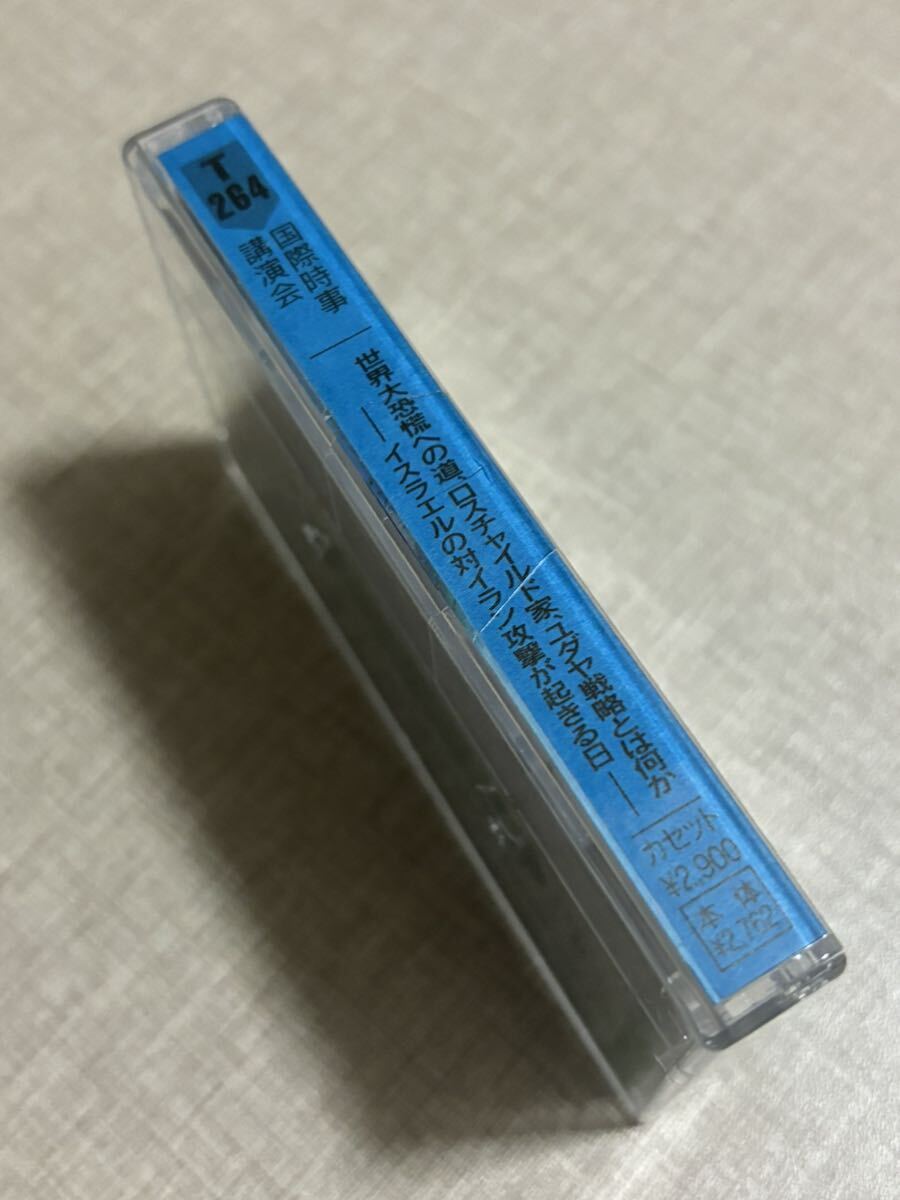 T
264
国際時事
講演会
世界大恐慌への道、ロスチャイルド家、ユダヤ戦略とは何か
―イスラエルの対イラン攻撃が起きる日―
カセット
¥2,900
本体
¥2,762